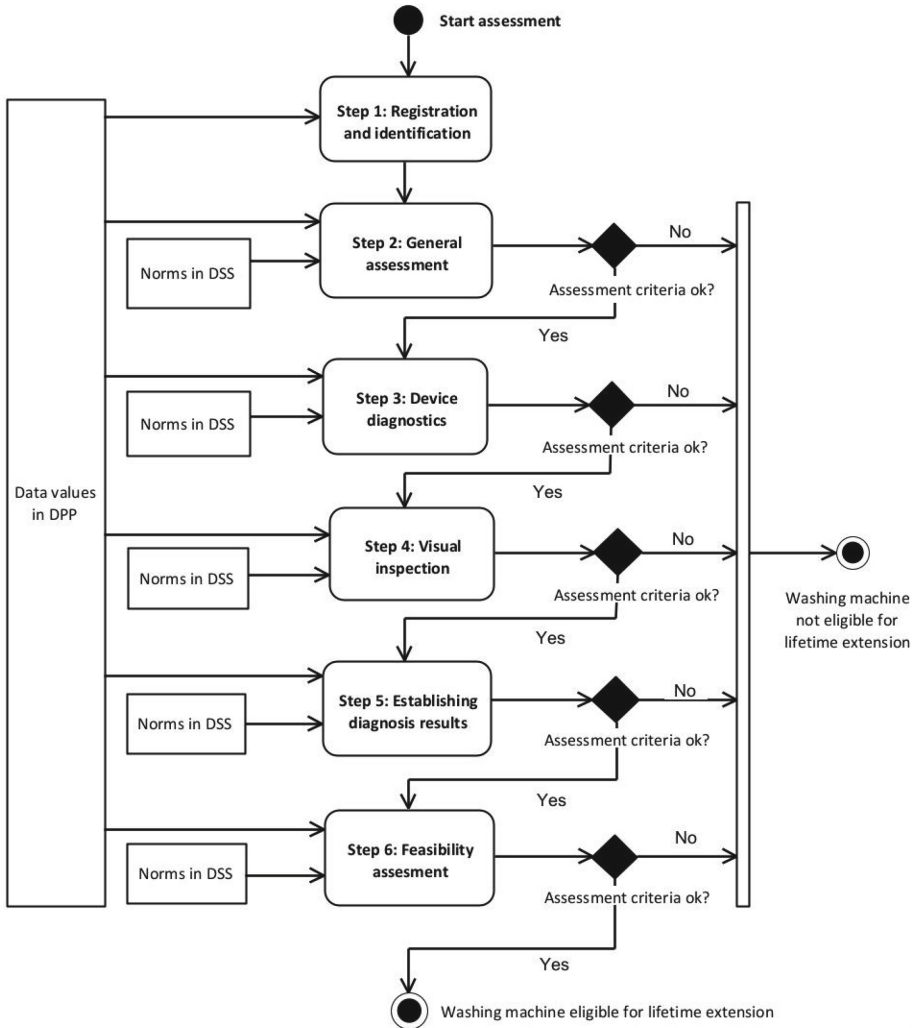 Start assessment
Step 1: Registration
and identification
Step 2: General
assessment
Norms in DSS
No
Assessment criteria ok?
Yes
Step 3: Device
diagnostics
Norms in DSS
No
Assessment criteria ok?
Yes
Data values
in DPP
Step 4: Visual
inspection
Norms in DSS
No
Assessment criteria ok?
Yes
Washing machine
not eligible for
lifetime extension
Step 5: Establishing
diagnosis results
Norms in DSS
No
Assessment criteria ok?
Yes
Step 6: Feasibility
assesment
Norms in DSS
No
Assessment criteria ok?
Yes
Washing machine eligible for lifetime extension